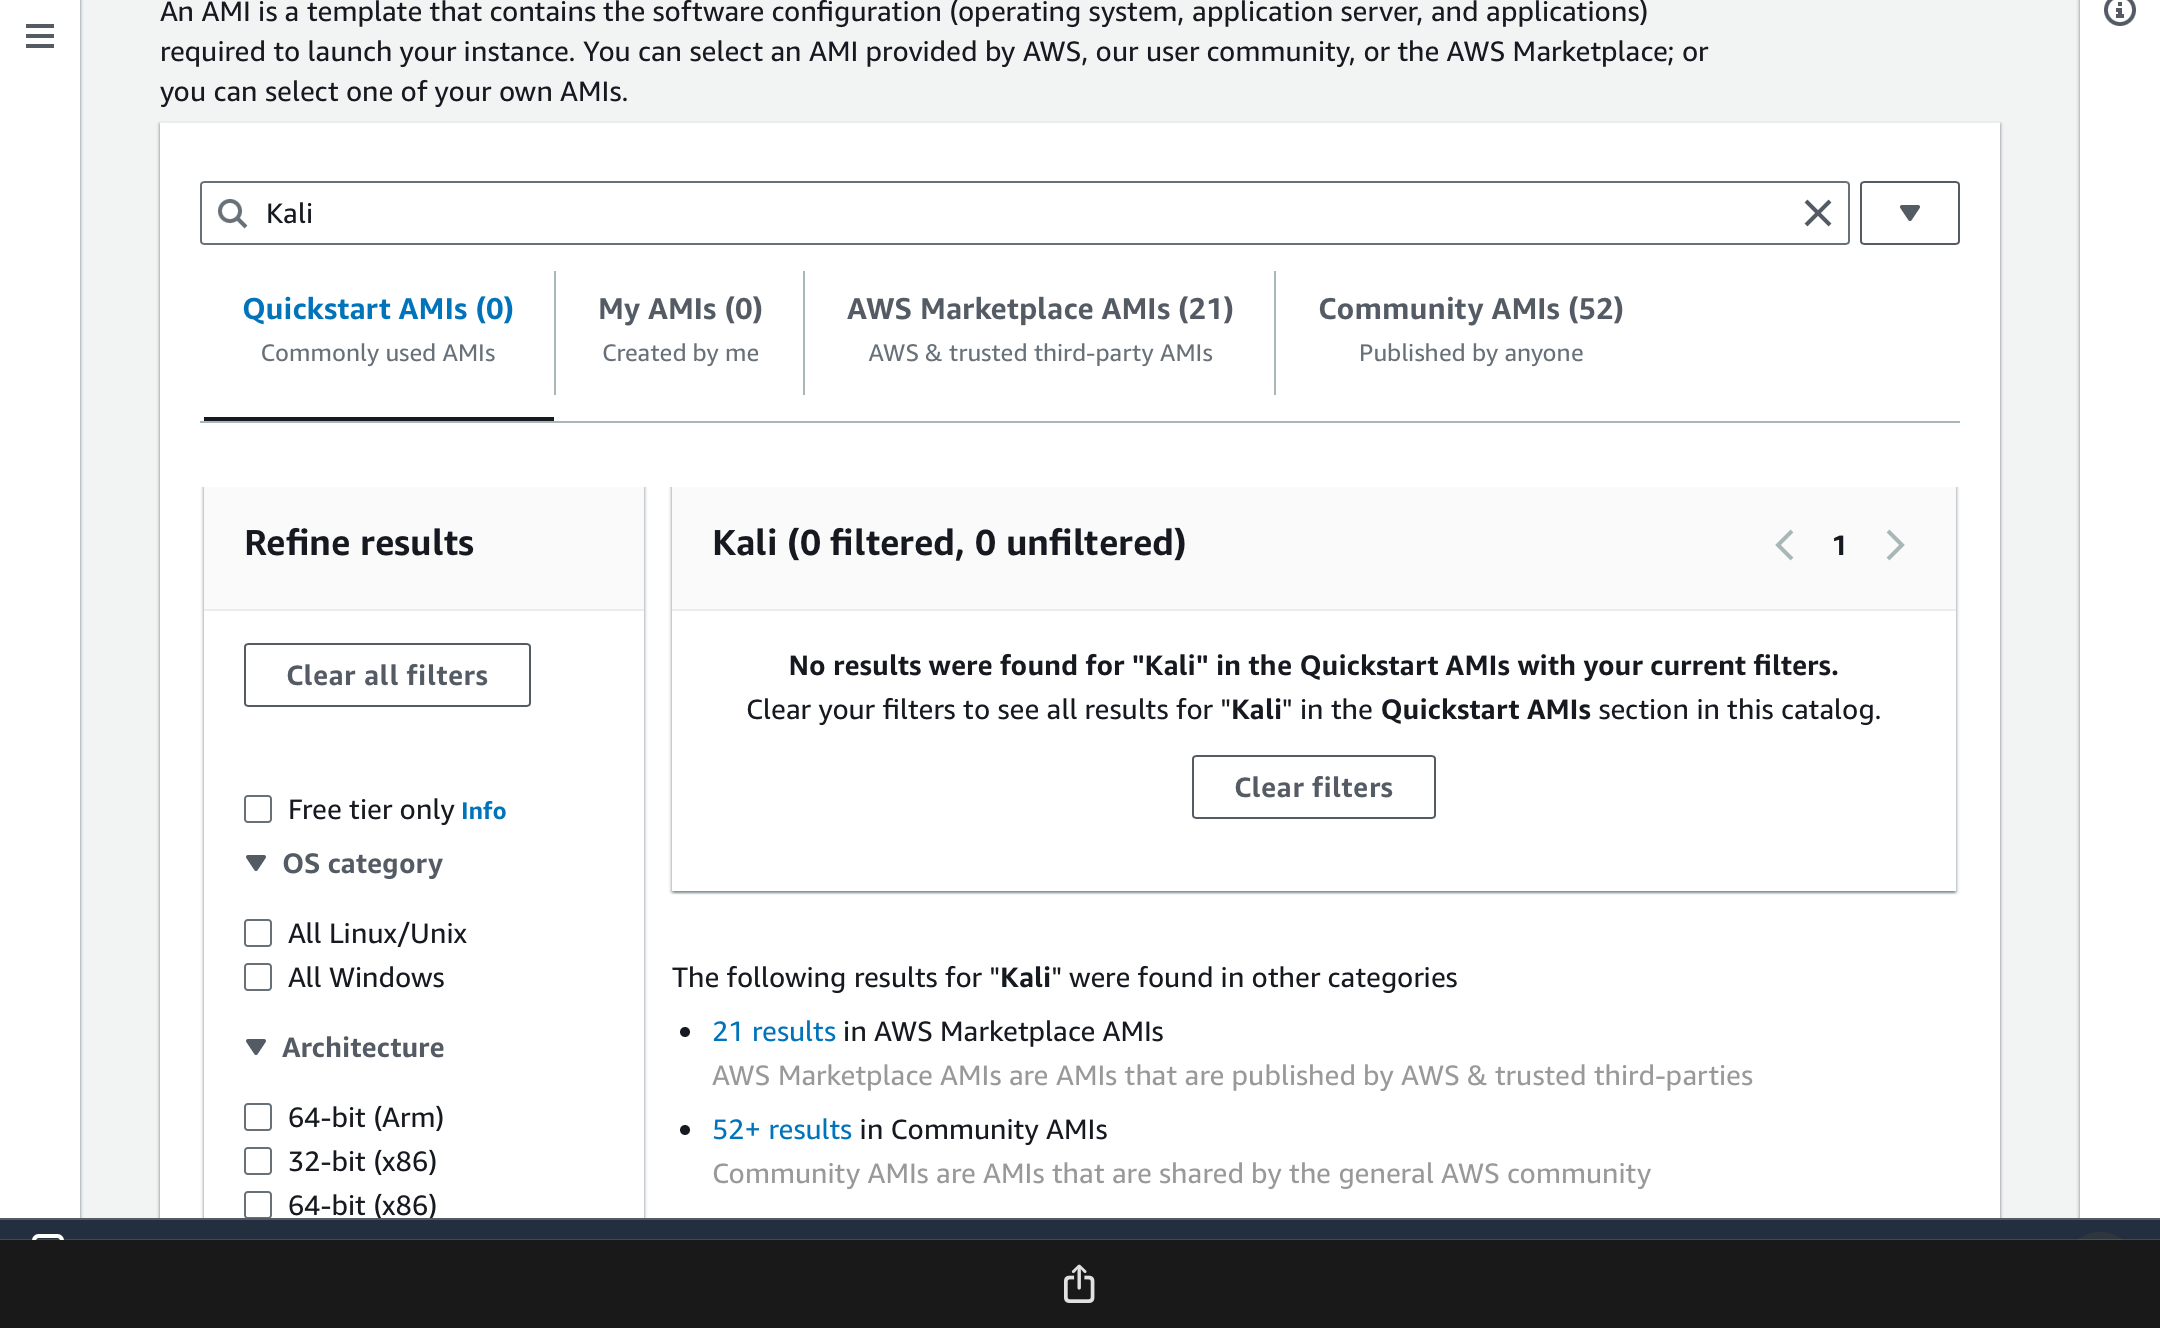 An AMI is a template that contains the software configuration (operating system, application server, and applications)
required to launch your instance. You can select an AMI provided by AWS, our user community, or the AWS Marketplace; or
you can select one of your own AMIs.
Kali
Quickstart AMIs (0)
Commonly used AMIs
My AMIs (0)
Created by me
AWS Marketplace AMIs (21)
AWS & trusted third-party AMIs
Community AMIs (52)
Published by anyone
Refine results
Clear all filters
Free tier only Info
OS category
All Linux/Unix
All Windows
Architecture
64-bit (Arm)
32-bit (x86)
64-bit (x86)
Kali (0 filtered, 0 unfiltered)
1
No results were found for "Kali" in the Quickstart AMIs with your current filters.
Clear your filters to see all results for "Kali" in the Quickstart AMIs section in this catalog.
Clear filters
The following results for "Kali" were found in other categories
• 21 results in AWS Marketplace AMIs
AWS Marketplace AMIs are AMIs that are published by AWS & trusted third-parties
• 52+ results in Community AMIs
Community AMIs are AMIs that are shared by the general AWS community